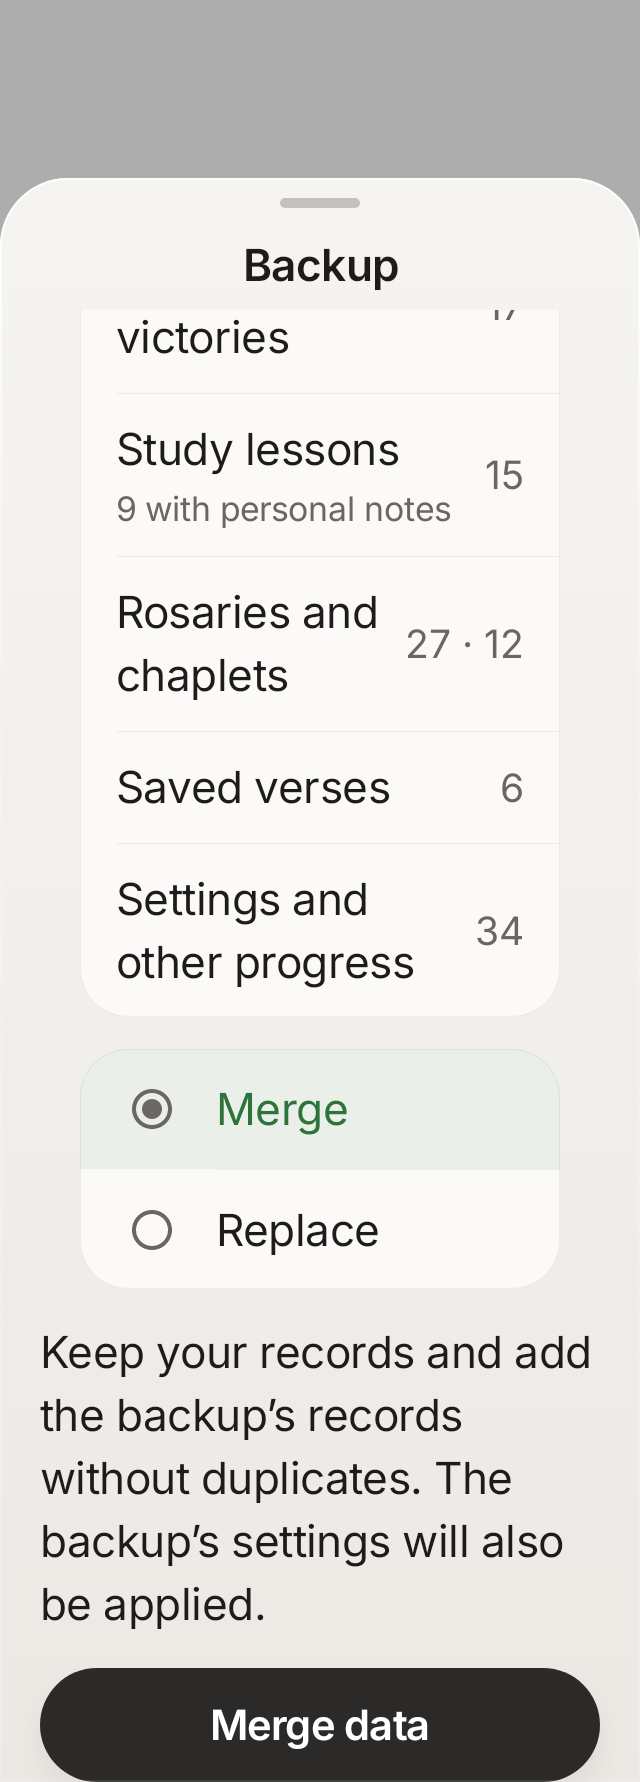 Backup
victories
Study lessons
15
9 with personal notes
Rosaries and
chaplets
27 · 12
Saved verses
6
Settings and
other progress
34
Merge
Replace
Keep your records and add
the backup’s records
without duplicates. The
backup’s settings will also
be applied.
Merge data